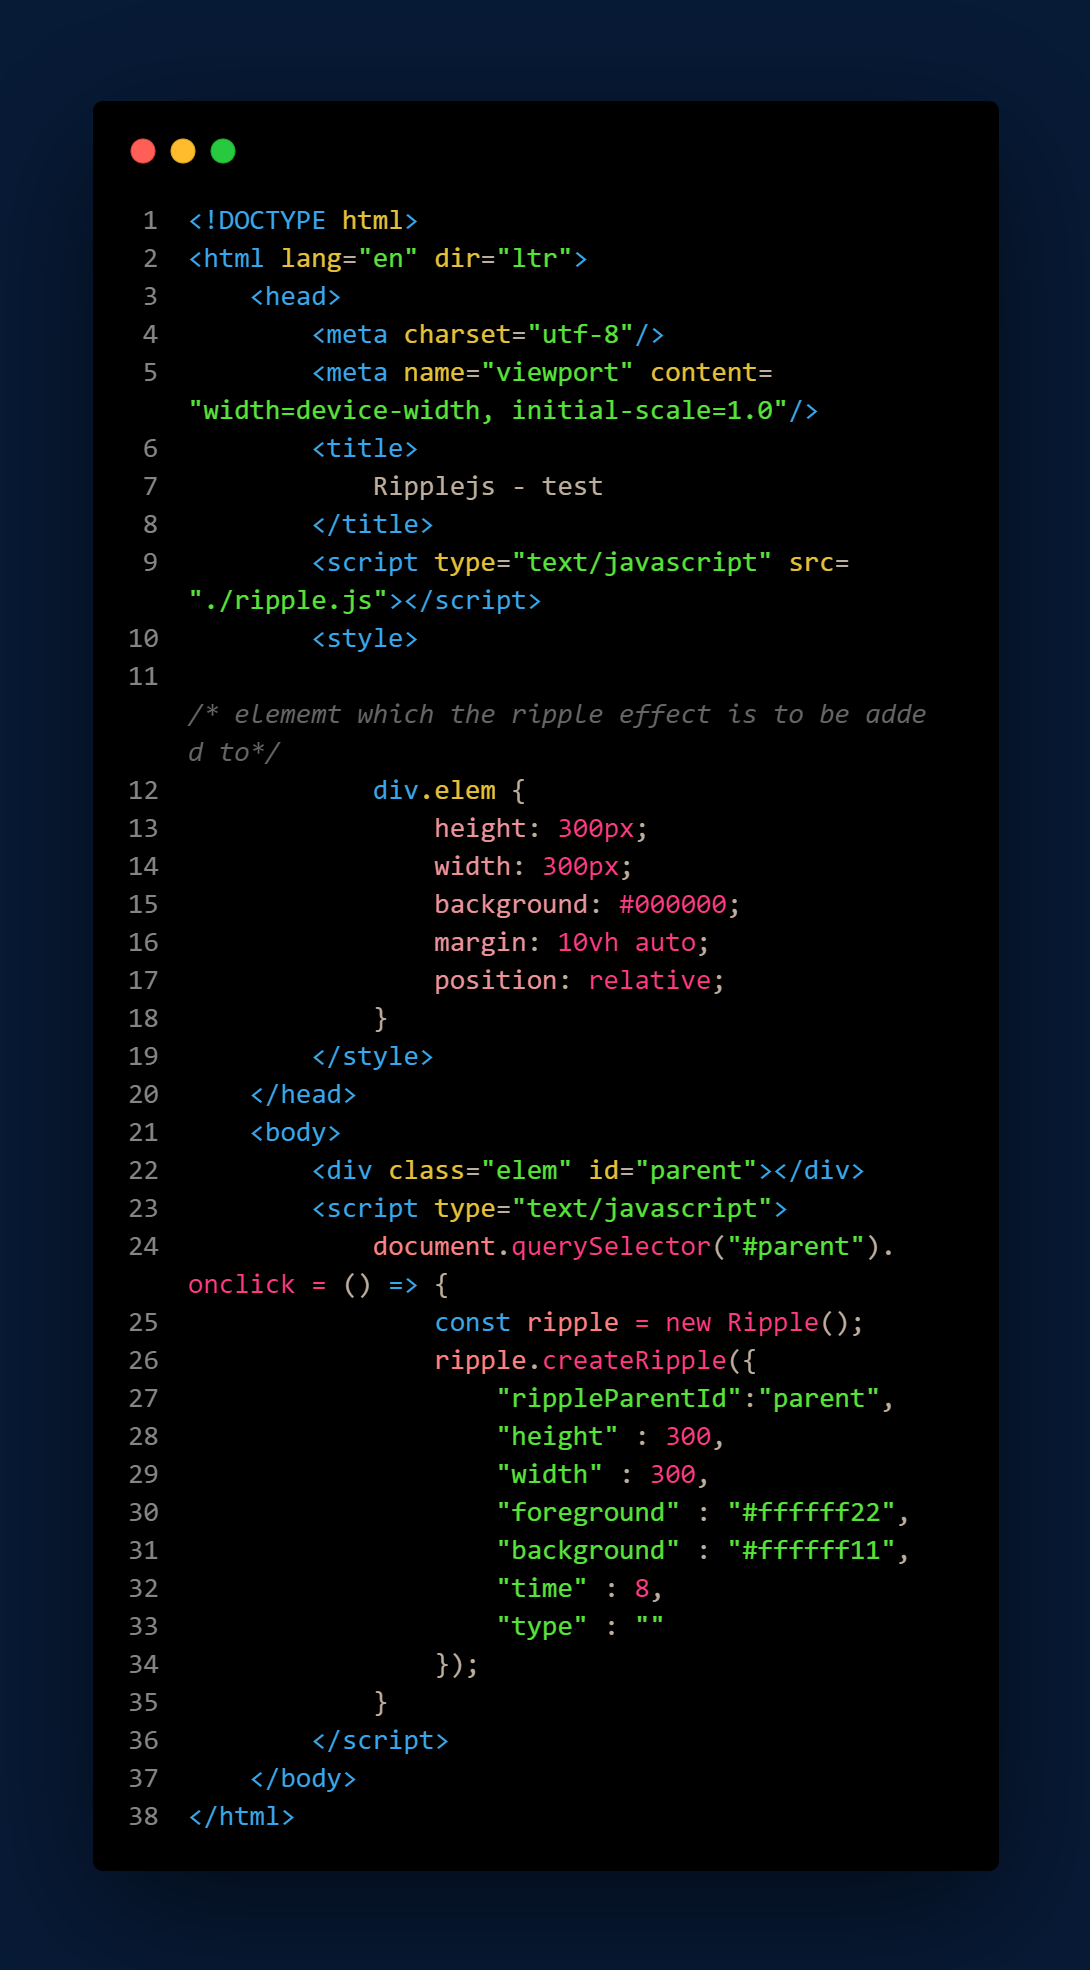 1 <!DOCTYPE html>
2 <html lang="en" dir="ltr">
3     <head>
4         <meta charset="utf-8"/>
5         <meta name="viewport" content=
"width=device-width, initial-scale=1.0"/>
6         <title>
7             Ripplejs - test
8         </title>
9         <script type="text/javascript" src=
"./ripple.js"></script>
10         <style>
11
/* elememt which the ripple effect is to be adde
d to*/
12             div.elem {
13                 height: 300px;
14                 width: 300px;
15                 background: #000000;
16                 margin: 10vh auto;
17                 position: relative;
18             }
19         </style>
20     </head>
21     <body>
22         <div class="elem" id="parent"></div>
23         <script type="text/javascript">
24             document.querySelector("#parent").
onclick = () => {
25                 const ripple = new Ripple();
26                 ripple.createRipple({
27                     "rippleParentId":"parent",
28                     "height" : 300,
29                     "width" : 300,
30                     "foreground" : "#ffffff22",
31                     "background" : "#ffffff11",
32                     "time" : 8,
33                     "type" : ""
34                 });
35             }
36         </script>
37     </body>
38 </html>